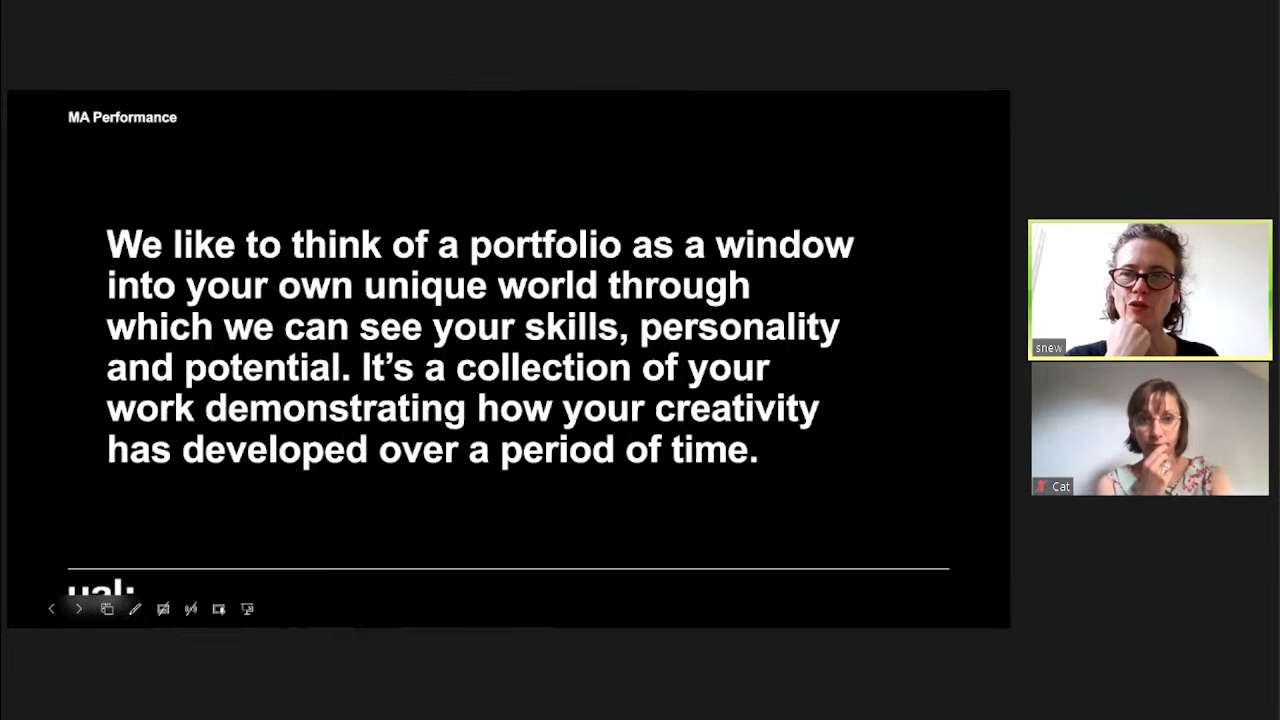 MA Performance
We like to think of a portfolio as a window
into your own unique world through
which we can see your skills, personality
and potential. It’s a collection of your
work demonstrating how your creativity
has developed over a period of time.
ual:
snew
Cat